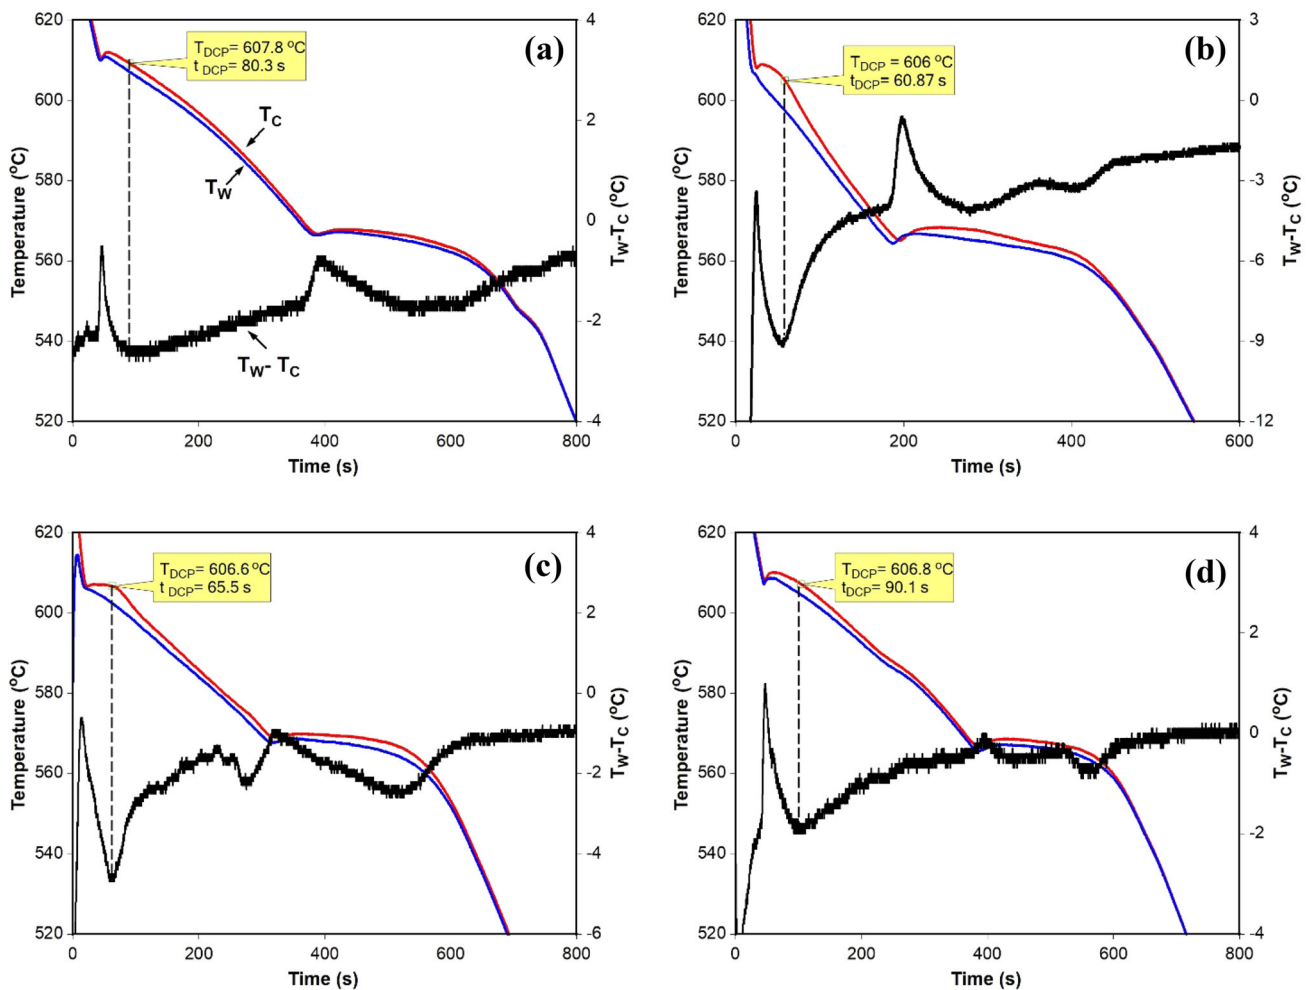 (a)
T_DCP = 607.8 °C
t_DCP = 80.3 s
T_C
T_W
T_W - T_C
620
600
580
560
540
520
Temperature (°C)
0
200
400
600
800
Time (s)
4
2
0
-2
-4
T_W-T_C (°C)
(b)
T_DCP = 606 °C
t_DCP = 60.87 s
620
600
580
560
540
520
Temperature (°C)
0
200
400
600
Time (s)
3
0
-3
-6
-9
-12
T_W-T_C (°C)
(c)
T_DCP = 606.6 °C
t_DCP = 65.5 s
620
600
580
560
540
520
Temperature (°C)
0
200
400
600
800
Time (s)
4
2
0
-2
-4
-6
T_W-T_C (°C)
(d)
T_DCP = 606.8 °C
t_DCP = 90.1 s
620
600
580
560
540
520
Temperature (°C)
0
200
400
600
800
Time (s)
4
2
0
-2
-4
T_W-T_C (°C)